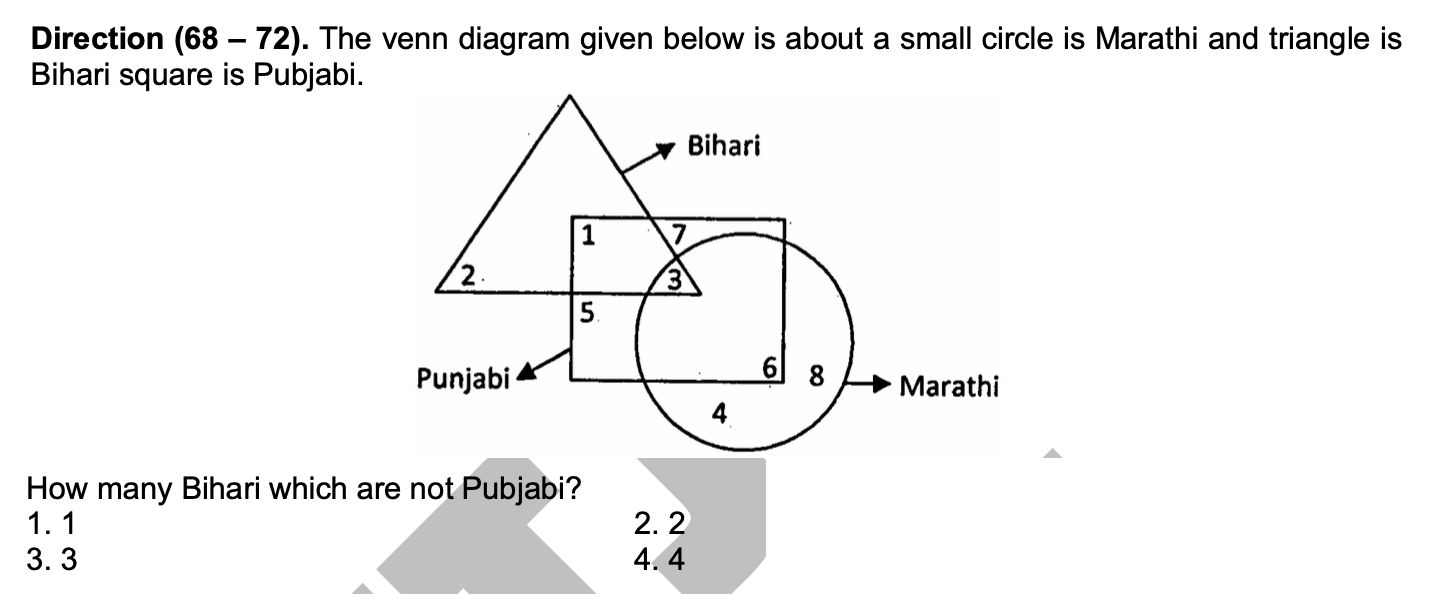 Direction (68 – 72). The venn diagram given below is about a small circle is Marathi and triangle is
Bihari square is Pubjabi.
Bihari
1
7
2
3
5
Punjabi
6
8
Marathi
4
How many Bihari which are not Pubjabi?
1. 1 2. 2
3. 3 4. 4